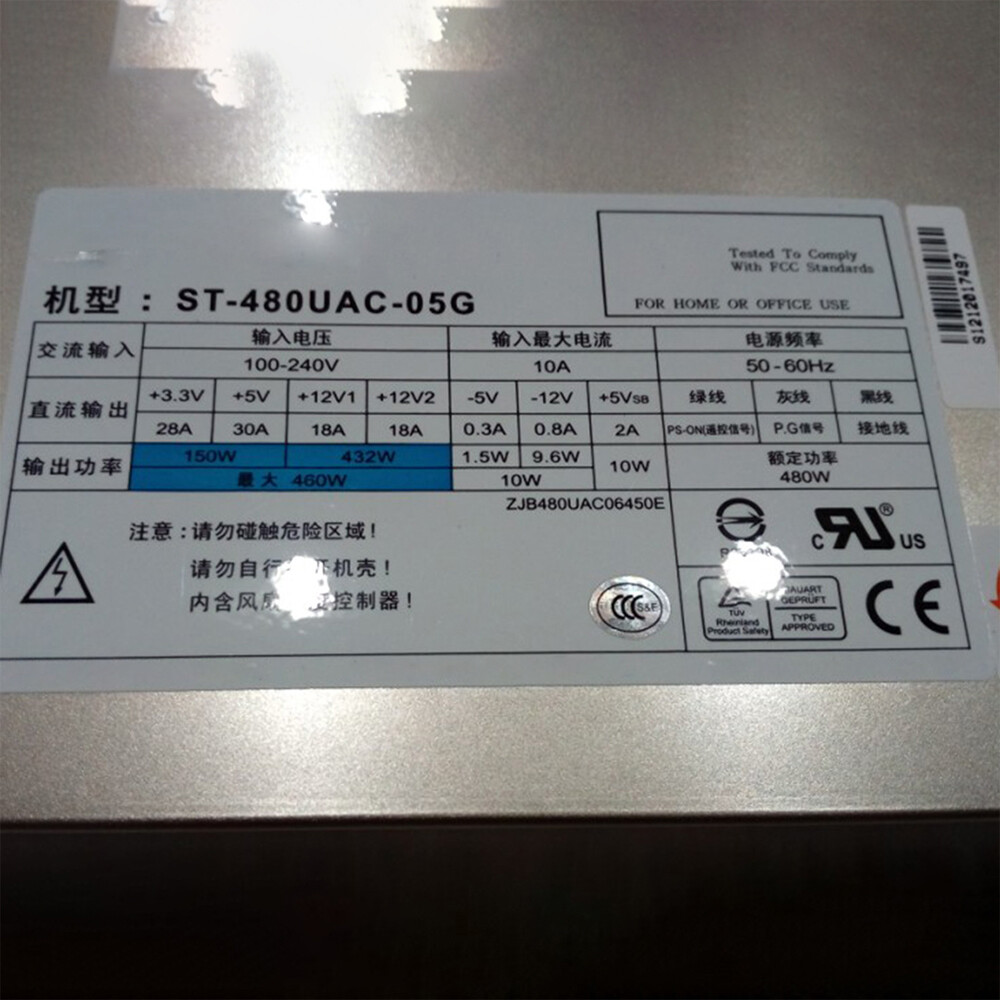 Tested To Comply
With FCC Standards
FOR HOME OR OFFICE USE
机型：ST-480UAC-05G
S1212017497
交流输入 输入电压 输入最大电流 电源频率
100-240V 10A 50-60Hz
直流输出 +3.3V +5V +12V1 +12V2 -5V -12V +5VSB 绿线 灰线 黑线
28A 30A 18A 18A 0.3A 0.8A 2A PS-ON(遥控信号) P.G信号 接地线
输出功率 150W 432W 1.5W 9.6W 10W 额定功率
最大 460W 10W 480W
ZJB480UAC06450E
注意：请勿碰触危险区域！
请勿自行 开机壳！
内含风扇 控制器！
CCC S&E
c RU ® US
TÜV
Rheinland
Product Safety
BAUART
GEPRÜFT
TYPE
APPROVED
CE